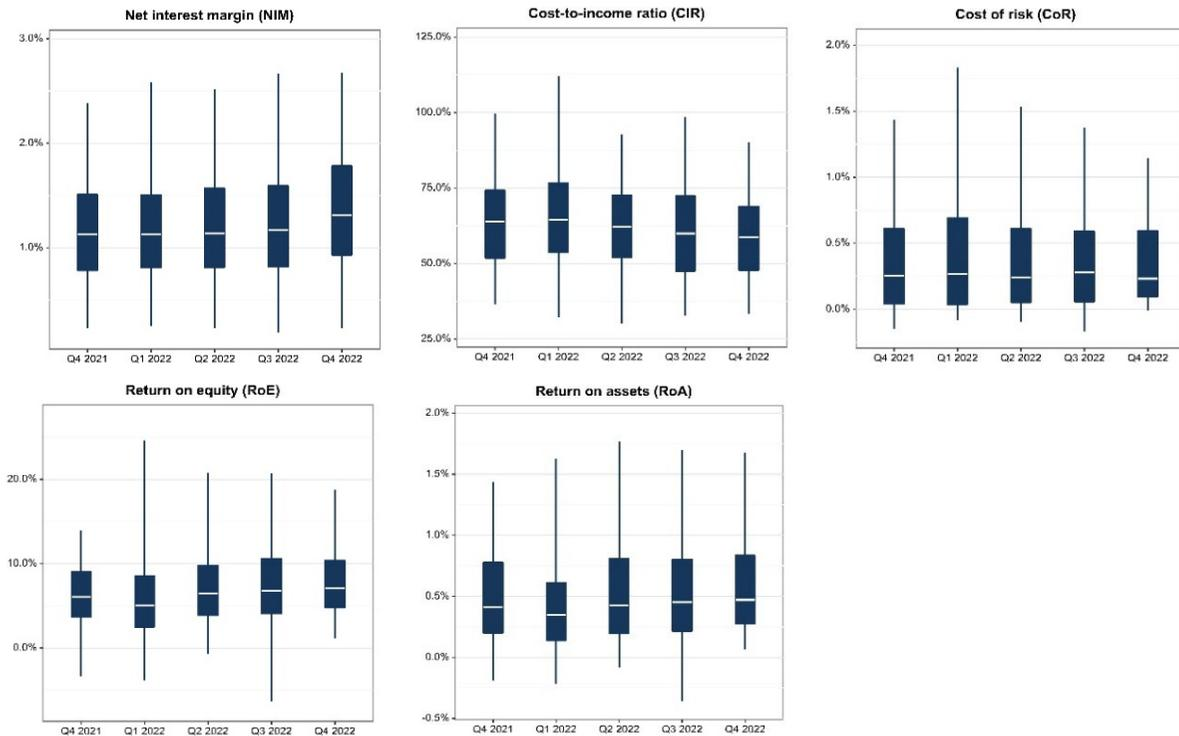 Net interest margin (NIM)
3.0%
2.0%
1.0%
Q4 2021 Q1 2022 Q2 2022 Q3 2022 Q4 2022
Cost-to-income ratio (CIR)
125.0%
100.0%
75.0%
50.0%
25.0%
Q4 2021 Q1 2022 Q2 2022 Q3 2022 Q4 2022
Cost of risk (CoR)
2.0%
1.5%
1.0%
0.5%
0.0%
Q4 2021 Q1 2022 Q2 2022 Q3 2022 Q4 2022
Return on equity (RoE)
20.0%
10.0%
0.0%
Q4 2021 Q1 2022 Q2 2022 Q3 2022 Q4 2022
Return on assets (RoA)
2.0%
1.5%
1.0%
0.5%
0.0%
-0.5%
Q4 2021 Q1 2022 Q2 2022 Q3 2022 Q4 2022